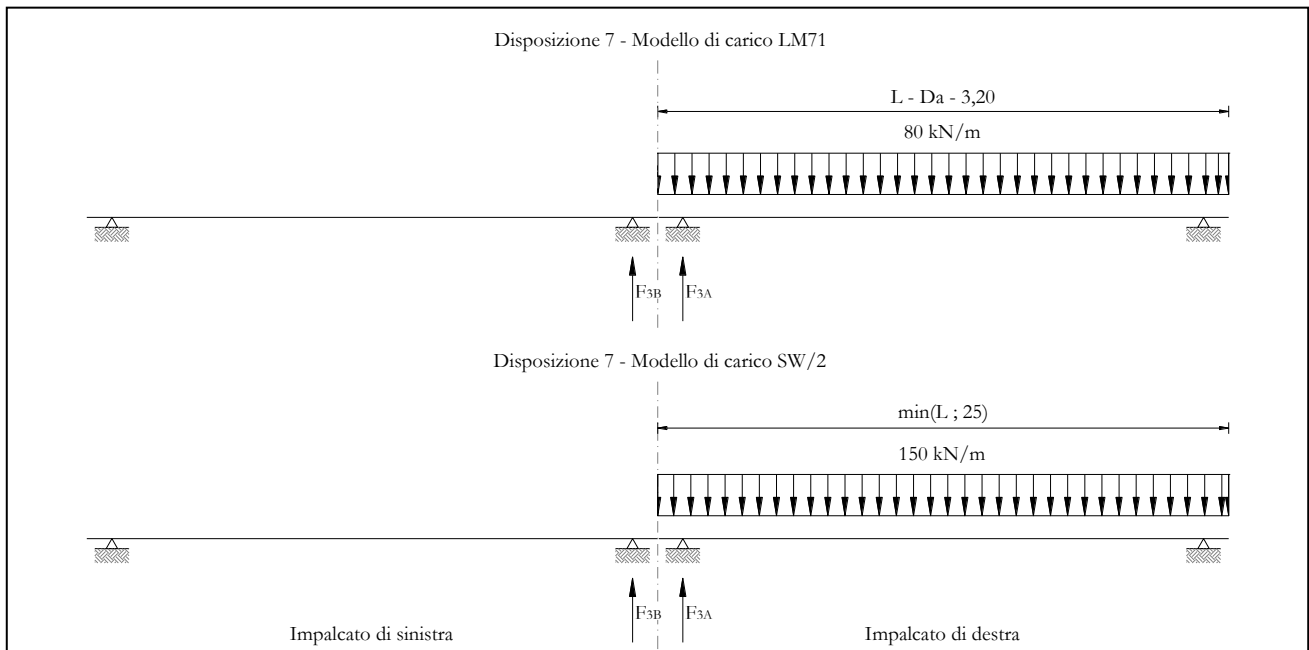 Disposizione 7 - Modello di carico LM71
L - Da - 3,20
80 kN/m
F3B
F3A
Disposizione 7 - Modello di carico SW/2
min(L ; 25)
150 kN/m
F3B
F3A
Impalcato di sinistra
Impalcato di destra